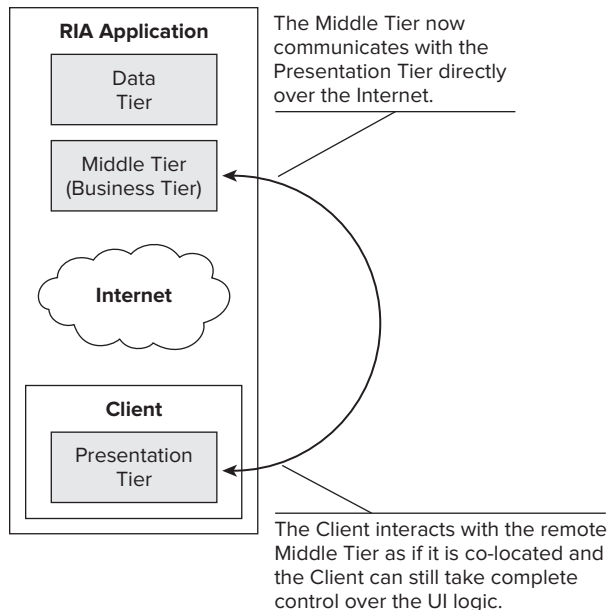 RIA Application
Data
Tier
Middle Tier
(Business Tier)
Internet
Client
Presentation
Tier
The Middle Tier now
communicates with the
Presentation Tier directly
over the Internet.
The Client interacts with the remote
Middle Tier as if it is co-located and
the Client can still take complete
control over the UI logic.